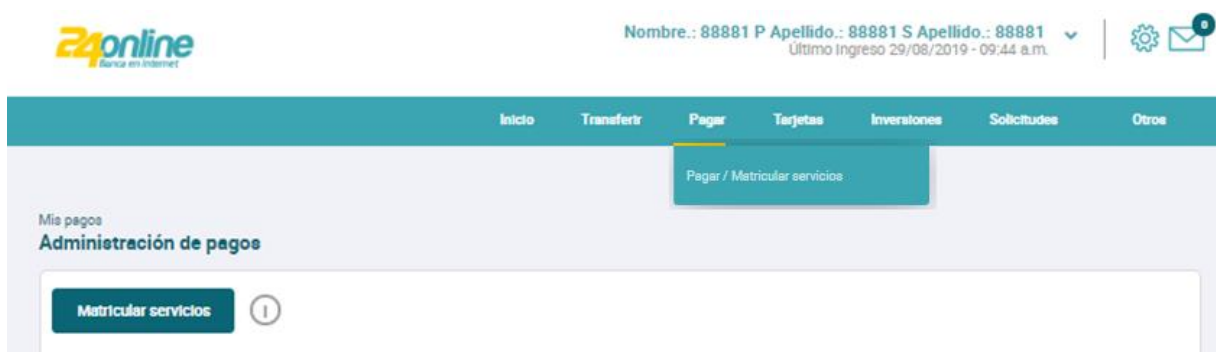 24online
Banca en Internet
Nombre.: 88881 P Apellido.: 88881 S Apellido.: 88881
Último Ingreso 29/08/2019 - 09:44 a.m.
0
Inicio Transferir Pagar Tarjetas Inversiones Solicitudes Otros
Pagar / Matricular servicios
Mis pagos
Administración de pagos
Matricular servicios